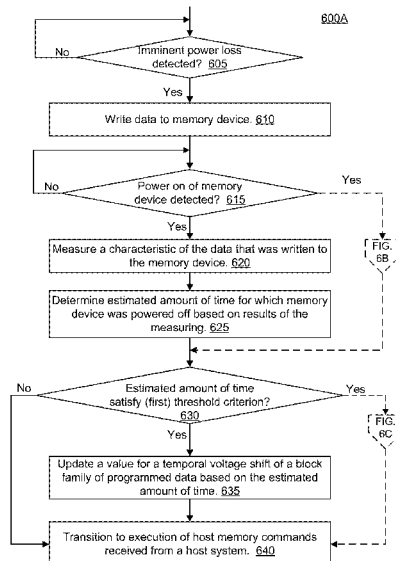 600A
Imminent power loss
detected? 605
No
Yes
Write data to memory device. 610
No
Power on of memory
device detected? 615
Yes
Yes
FIG.
6B
Measure a characteristic of the data that was written
to the memory device. 620
Determine estimated amount of time for which memory
device was powered off based on results of the
measuring. 625
No
Estimated amount of time
satisfy (first) threshold criterion?
630
Yes
Yes
FIG.
6C
Update a value for a temporal voltage shift of a block
family of programmed data based on the estimated
amount of time. 635
Transition to execution of host memory commands
received from a host system. 640